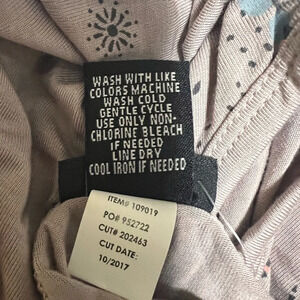 WASH WITH LIKE
COLORS MACHINE
WASH COLD
GENTLE CYCLE
USE ONLY NON-
CHLORINE BLEACH
IF NEEDED
LINE DRY
COOL IRON IF NEEDED
ITEM# 109019
PO# 952722
CUT# 202463
CUT DATE:
10/2017